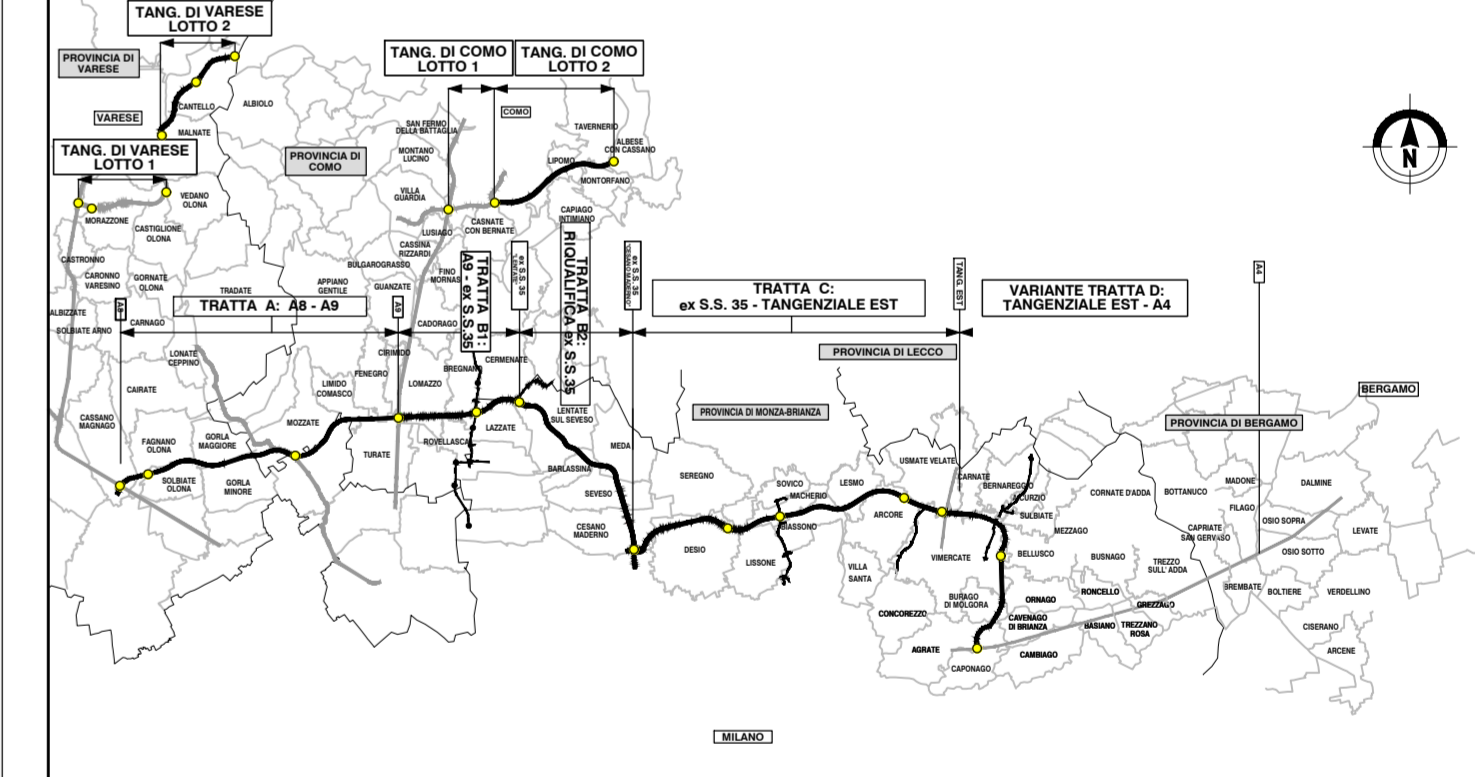 TANG. DI VARESE
LOTTO 2
PROVINCIA DI
VARESE
CANTELLO
ALBIOLO
VARESE
MALNATE
TANG. DI VARESE
LOTTO 1
TANG. DI COMO
LOTTO 1
TANG. DI COMO
LOTTO 2
COMO
SAN FERMO
DELLA BATTAGLIA
TAVERNERIO
ALBESE
CON CASSANO
MONTANO
LUCINO
LIPOMO
MONTORFANO
PROVINCIA DI
COMO
VILLA
GUARDIA
VEDANO
OLONA
MORAZZONE
CASTIGLIONE
OLONA
LUSIAGO
CASNATE
CON BERNATE
CAPIAGO
INTIMIANO
CASSINA
RIZZARDI
CASTRONNO
BULGAROGRASSO
CARONNO
VARESINO
GORNATE
OLONA
TRADATE
APPIANO
GENTILE
GUANZATE
FINO
MORNAS
TRATTA B1:
A9 - ex S.S.35
ex S.S. 35
"LENTATE"
TRATTA B2:
RIQUALIFICA ex S.S.35
ex S.S. 35
"CESANO MADERNO"
TRATTA C:
ex S.S. 35 - TANGENZIALE EST
TANG. EST
VARIANTE TRATTA D:
TANGENZIALE EST - A4
A4
A8
TRATTA A: A8 - A9
A9
ALBIZZATE
SOLBIATE ARNO
CARNAGO
CADORAGO
LONATE
CEPPINO
CIRIMIDO
FENEGRO
BREGNANO
CERMENATE
PROVINCIA DI LECCO
CAIRATE
LIMIDO
COMASCO
LOMAZZO
BERGAMO
CASSANO
MAGNAGO
MOZZATE
LENTATE
SUL SEVESO
PROVINCIA DI MONZA-BRIANZA
PROVINCIA DI BERGAMO
FAGNANO
OLONA
GORLA
MAGGIORE
TURATE
ROVELLASCA
LAZZATE
MEDA
SOLBIATE
OLONA
GORLA
MINORE
BARLASSINA
SEREGNO
USMATE VELATE
SEVESO
SOVICO
MACHERIO
LESMO
CARNATE
BERNAREGGIO
CURZIO
CORNATE D'ADDA
BOTTANUCO
MADONE
DALMINE
CESANO
MADERNO
BIASSONO
ARCORE
SULBIATE
FILAGO
OSIO SOPRA
MEZZAGO
CAPRIATE
SAN GERVASO
LEVATE
DESIO
LISSONE
VILLA
SANTA
VIMERCATE
BELLUSCO
BUSNAGO
TREZZO
SULL' ADDA
OSIO SOTTO
BREMBATE
BOLTIERE
VERDELLINO
BURAGO
DI MOLGORA
ORNAGO
RONCELLO
GREZZAGO
CONCOREZZO
CAVENAGO
DI BRIANZA
BASIANO
TREZZANO
ROSA
CISERANO
ARCENE
AGRATE
CAPONAGO
CAMBIAGO
MILANO
N